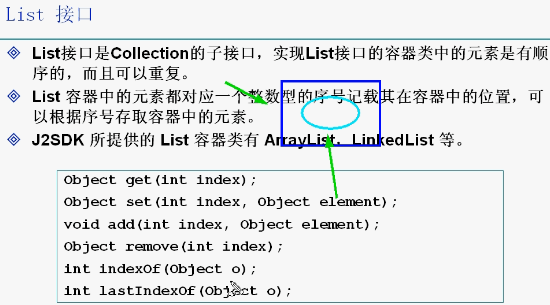 List 接口
List接口是Collection的子接口，实现List接口的容器类中的元素是有顺
序的，而且可以重复。
List 容器中的元素都对应一个整数型的序号记载其在容器中的位置，可
以根据序号存取容器中的元素。
J2SDK 所提供的 List 容器类有 ArrayList，LinkedList 等。
Object get(int index);
Object set(int index, Object element);
void add(int index, Object element);
Object remove(int index);
int indexOf(Object o);
int lastIndexOf(Object o);